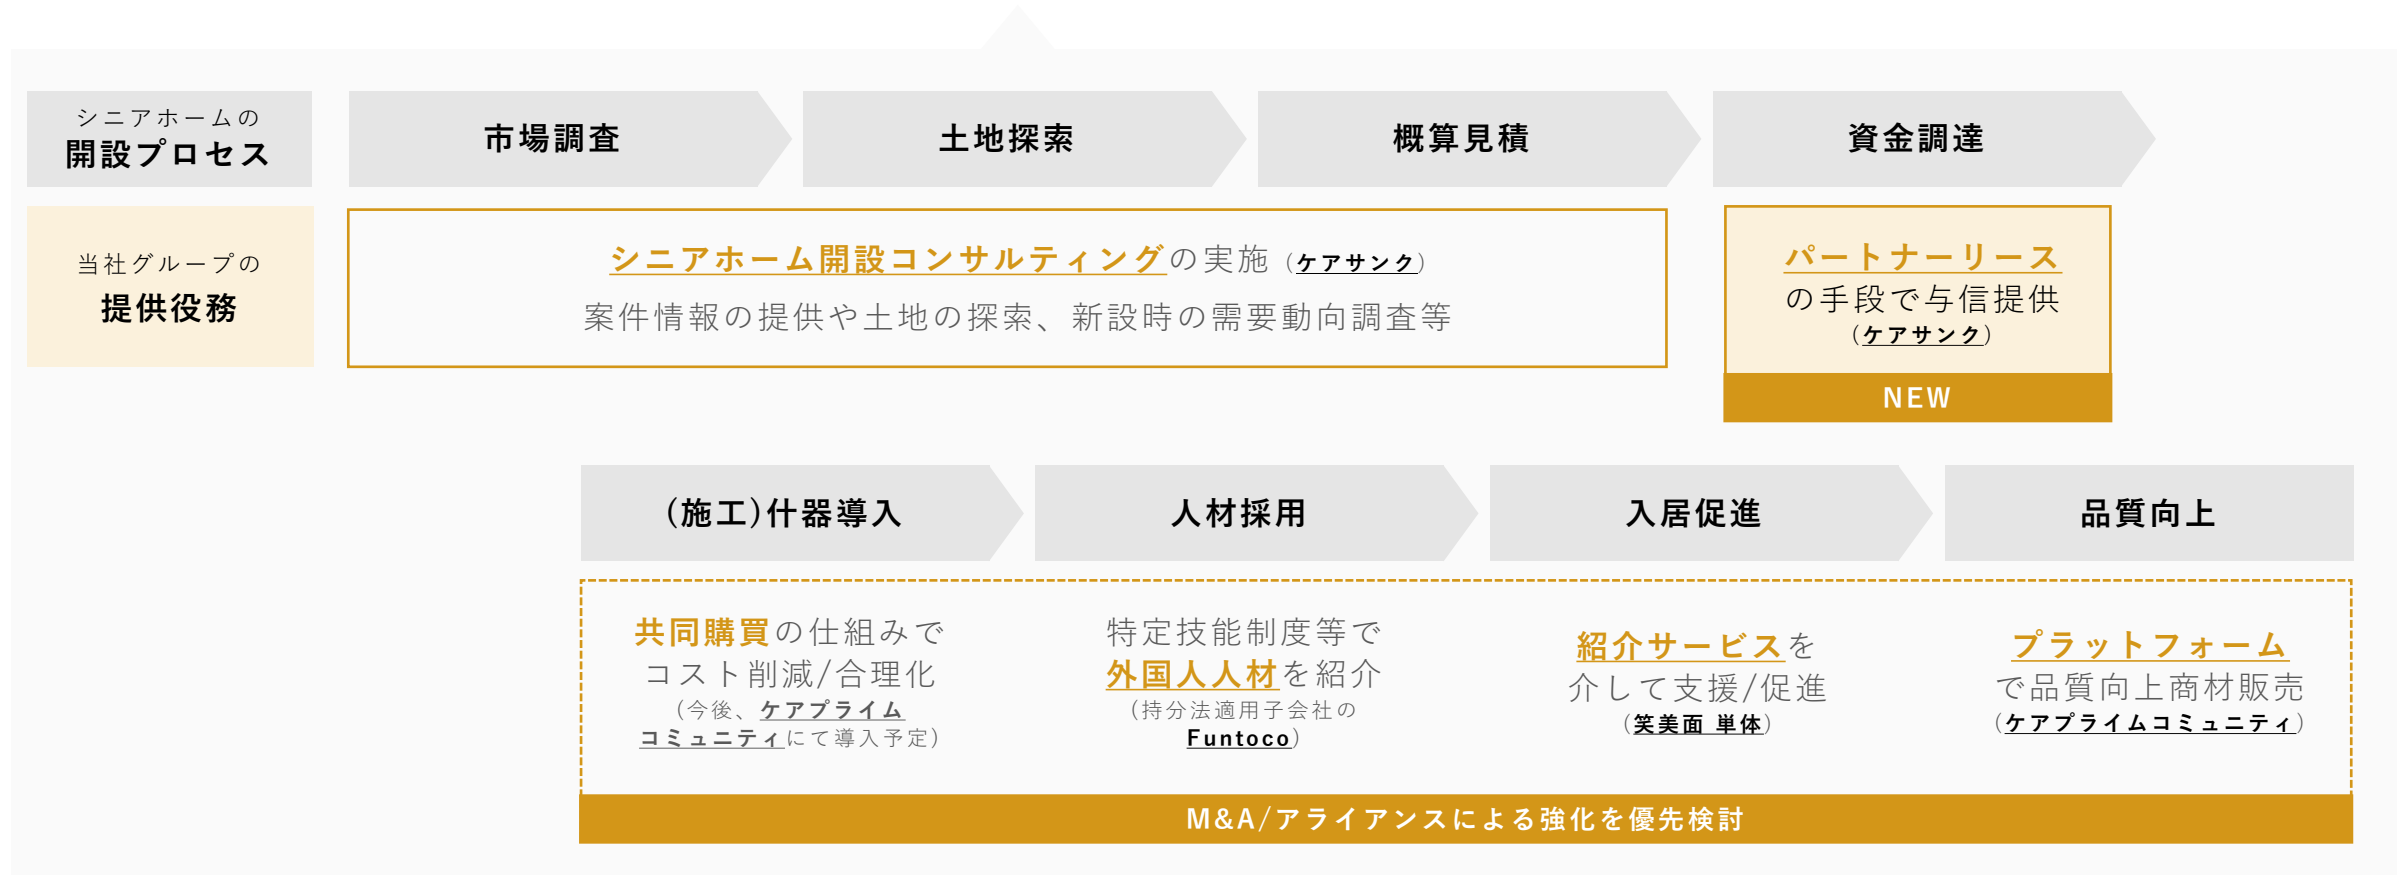 シニアホームの
開設プロセス
市場調査
土地探索
概算見積
資金調達
当社グループの
提供役務
シニアホーム開設コンサルティングの実施（ケアサンク）
案件情報の提供や土地の探索、新設時の需要動向調査等
パートナーリース
の手段で与信提供
（ケアサンク）
NEW
(施工)什器導入
人材採用
入居促進
品質向上
共同購買の仕組みで
コスト削減/合理化
（今後、ケアプライム
コミュニティにて導入予定）
特定技能制度等で
外国人人材を紹介
（持分法適用子会社の
Funtoco）
紹介サービスを
介して支援/促進
（笑美面 単体）
プラットフォーム
で品質向上商材販売
（ケアプライムコミュニティ）
M&A/アライアンスによる強化を優先検討